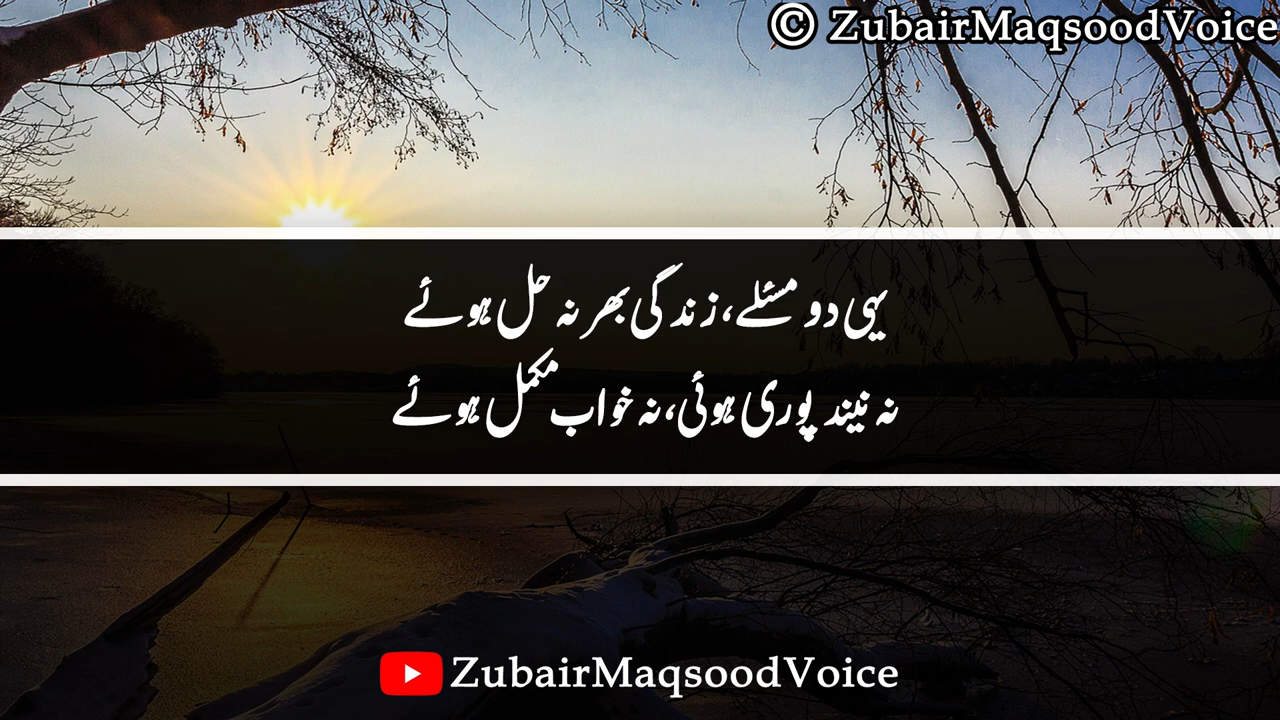 © ZubairMaqsoodVoice
یہی دو مسئلے، زندگی بھر نہ حل ہوئے
نہ نیند پوری ہوئی، نہ خواب مکمل ہوئے
ZubairMaqsoodVoice